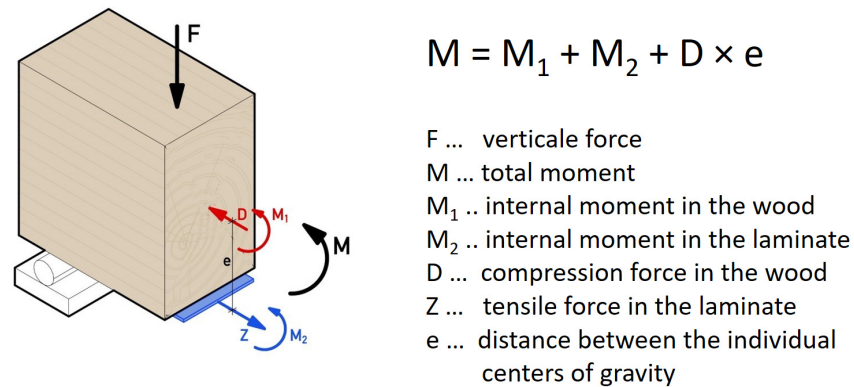 F
D
M₁
M
e
Z
M₂
M = M₁ + M₂ + D × e
F ... verticale force
M ... total moment
M₁ .. internal moment in the wood
M₂ .. internal moment in the laminate
D ... compression force in the wood
Z ... tensile force in the laminate
e ... distance between the individual
centers of gravity